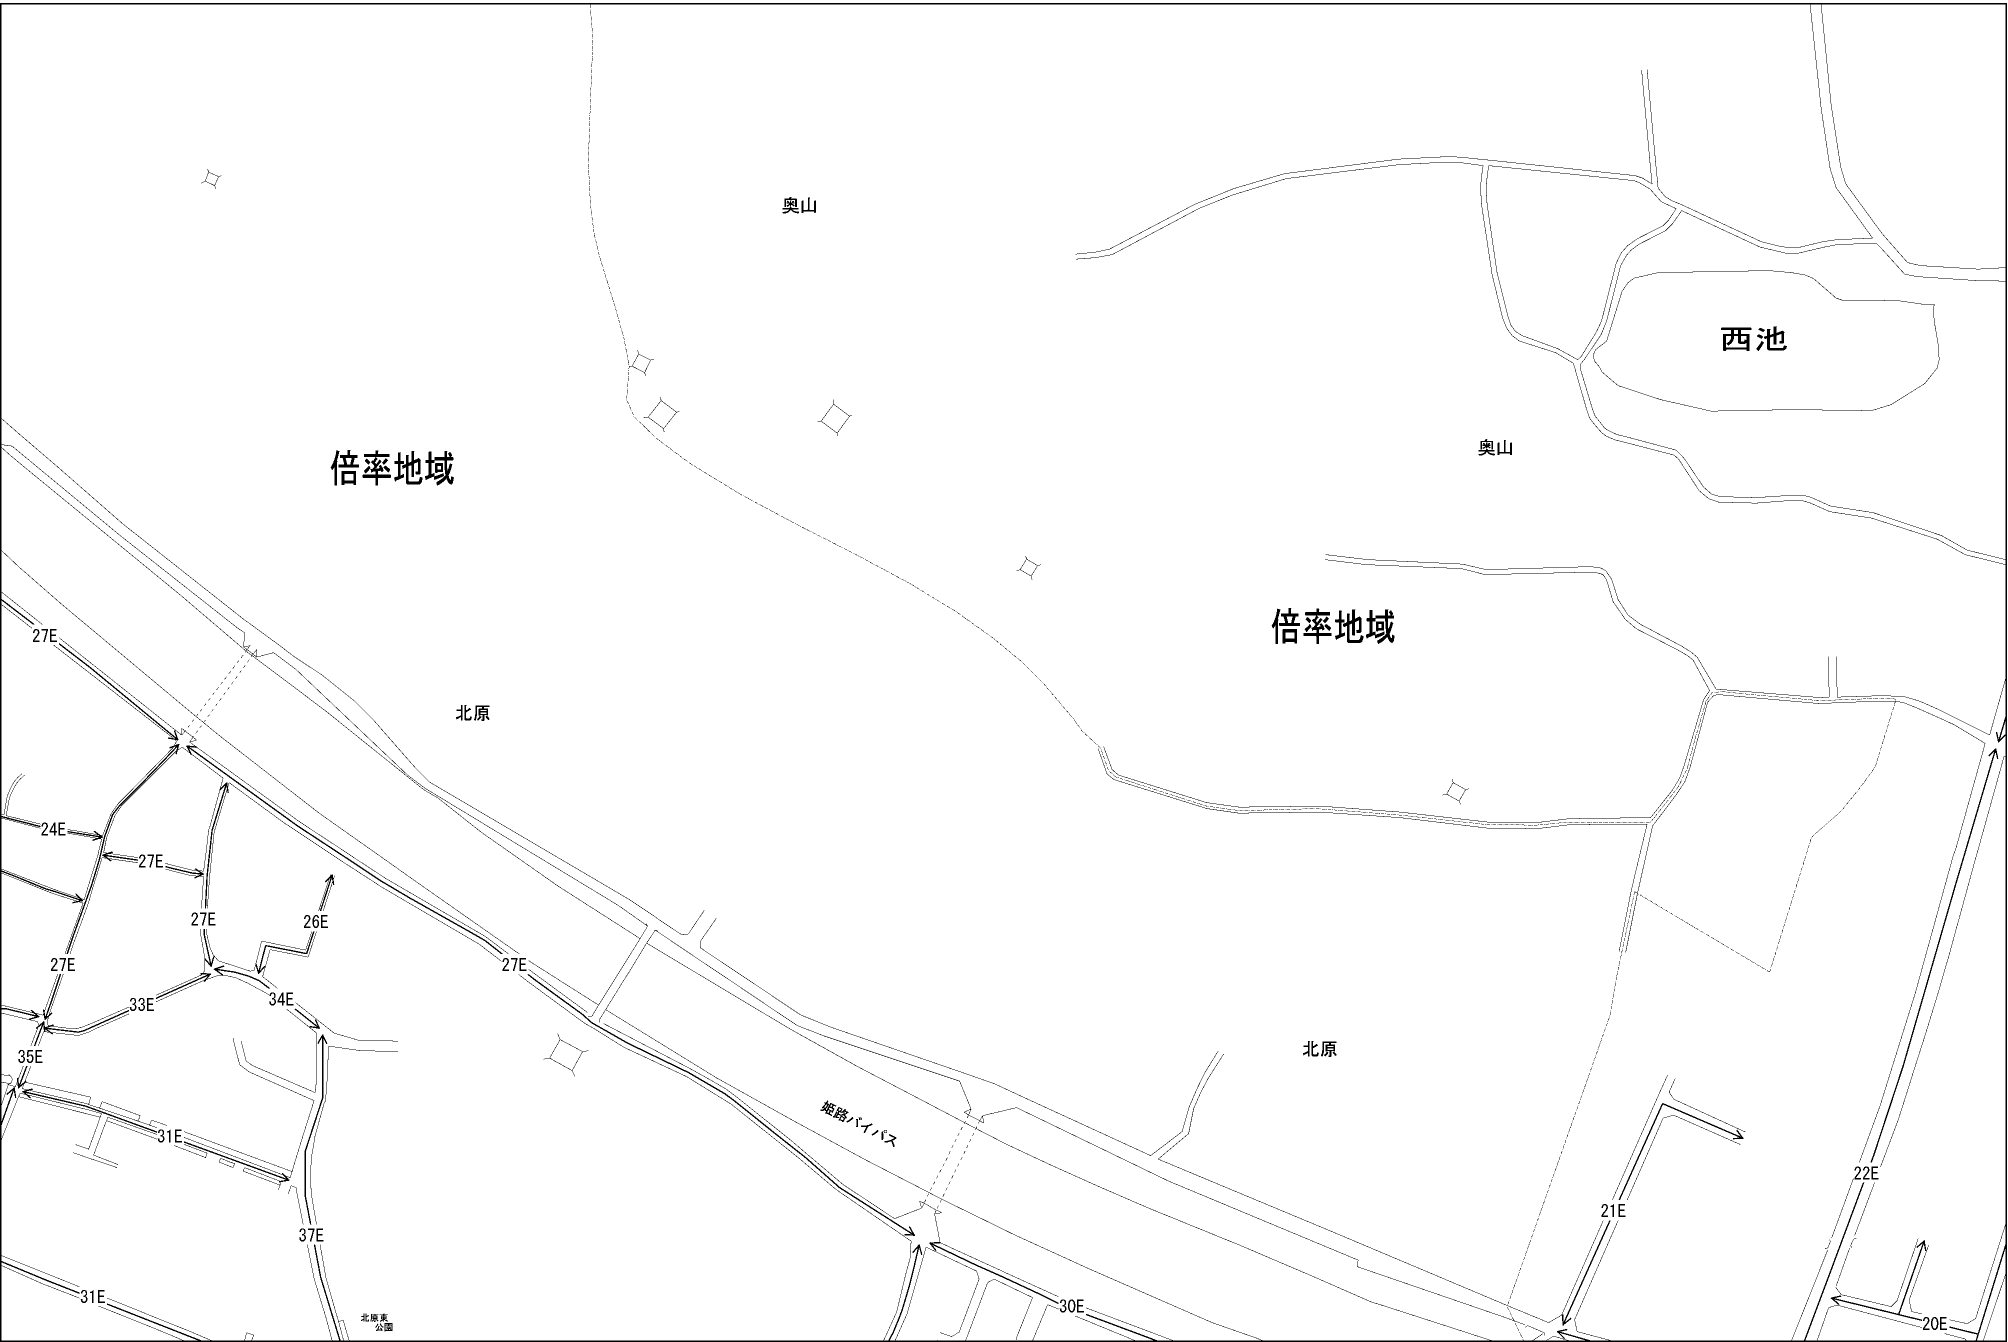 奥山
西池
奥山
倍率地域
倍率地域
27E
北原
24E
27E
27E
26E
27E
27E
33E
34E
35E
北原
姫路バイパス
31E
22E
21E
37E
31E
30E
北原東
公園
20E